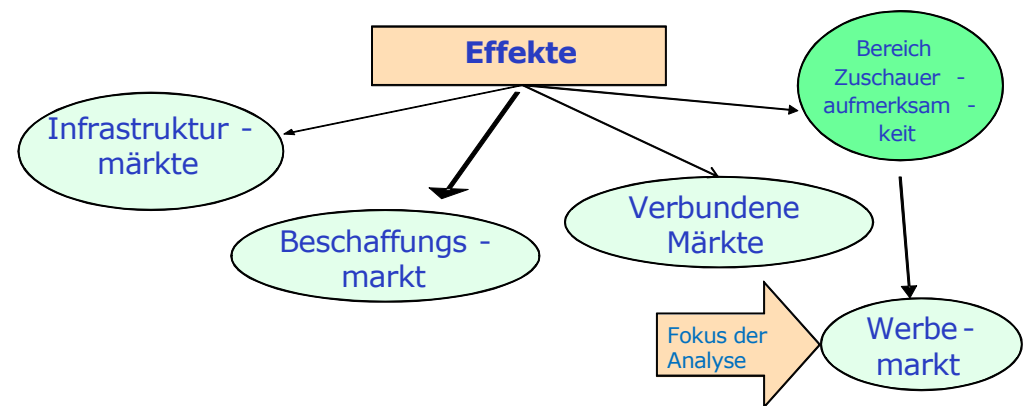 Effekte
Bereich
Zuschauer -
aufmerksam -
keit
Infrastruktur -
märkte
Beschaffungs -
markt
Verbundene
Märkte
Fokus der
Analyse
Werbe -
markt